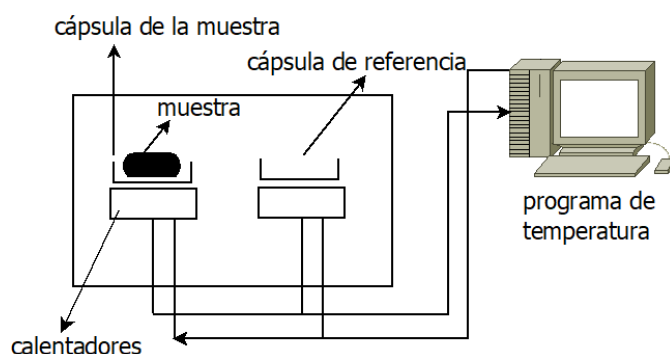 cápsula de la muestra
cápsula de referencia
muestra
programa de
temperatura
calentadores